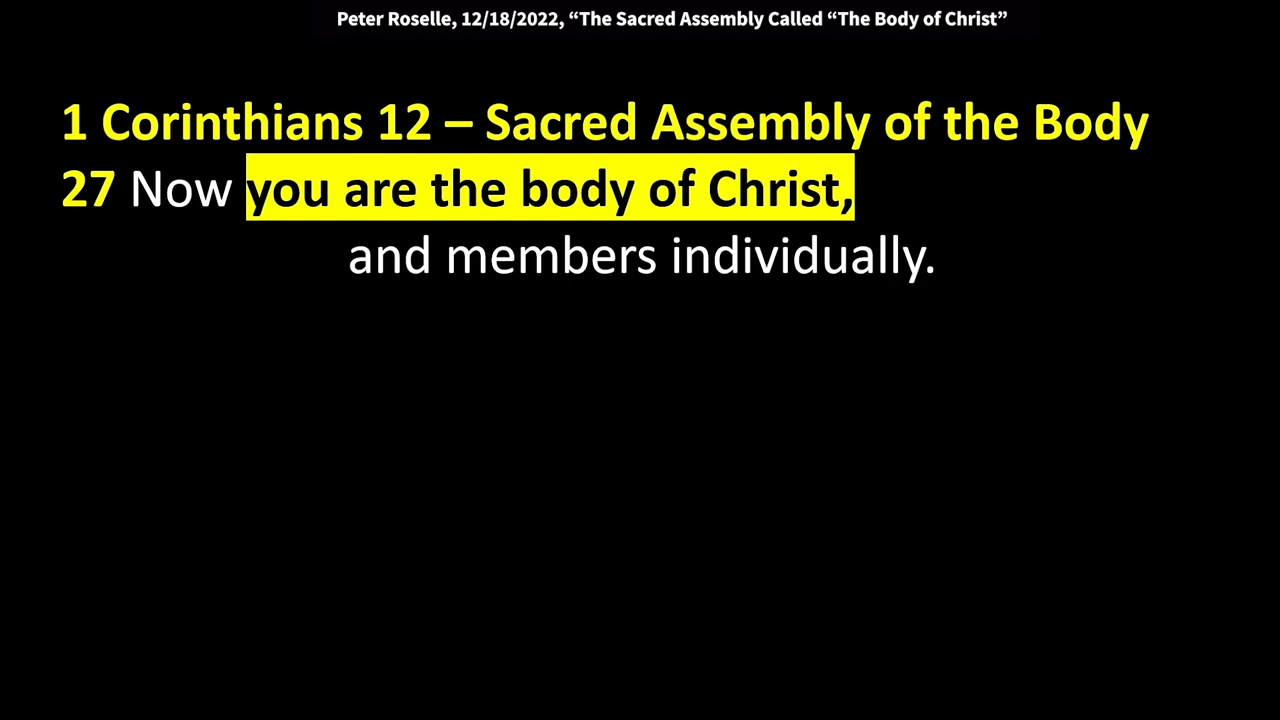 Peter Roselle, 12/18/2022, “The Sacred Assembly Called “The Body of Christ”
1 Corinthians 12 – Sacred Assembly of the Body
27 Now you are the body of Christ,
and members individually.